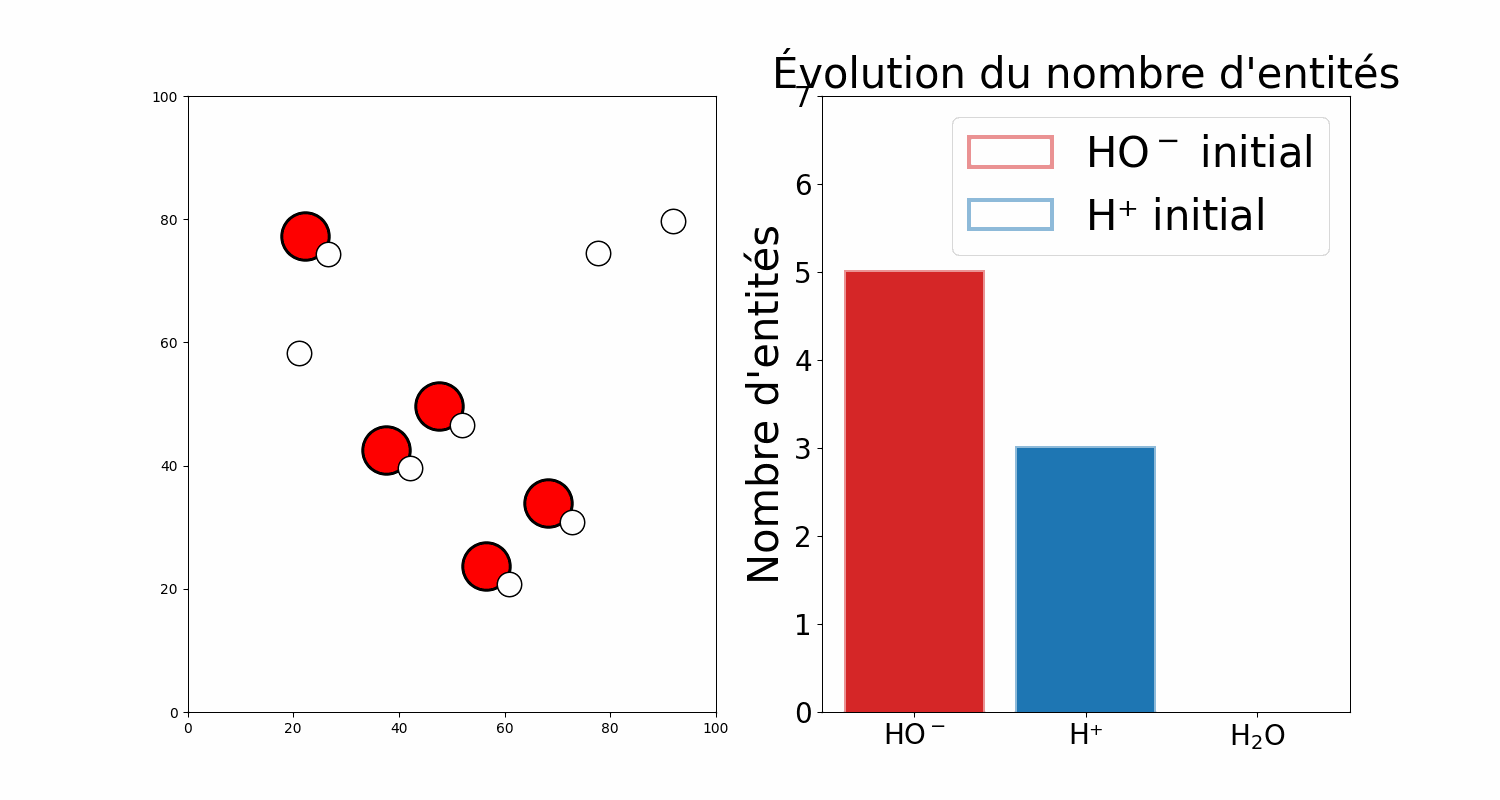 100
80
60
40
20
0
0 20 40 60 80 100
Évolution du nombre d'entités
HO⁻ initial
H⁺ initial
Nombre d'entités
7
6
5
4
3
2
1
0
HO⁻ H⁺ H₂O